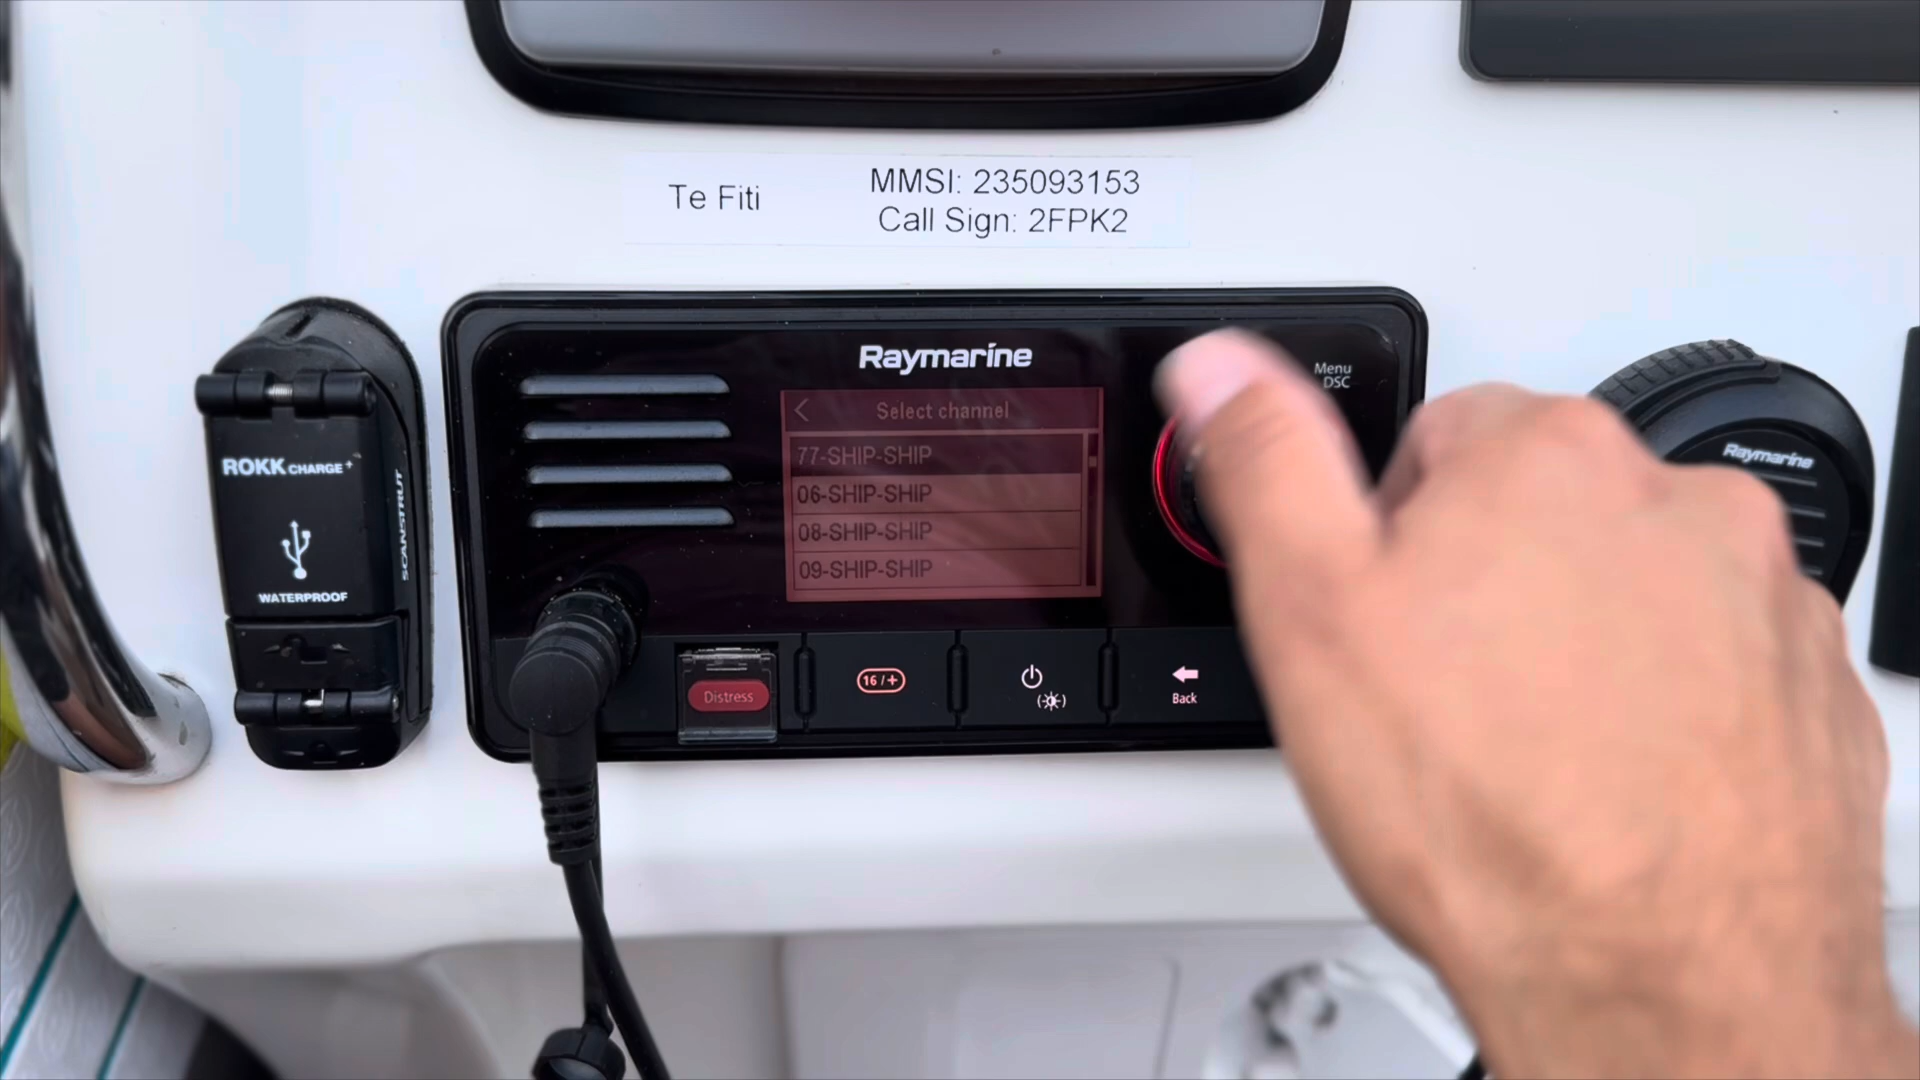 Te Fiti
MMSI: 235093153
Call Sign: 2FPK2
Raymarine
Menu
DSC
Select channel
77-SHIP-SHIP
06-SHIP-SHIP
08-SHIP-SHIP
09-SHIP-SHIP
ROKK CHARGE+
SCANSTRUT
WATERPROOF
Raymarine
Distress
16/+
Back